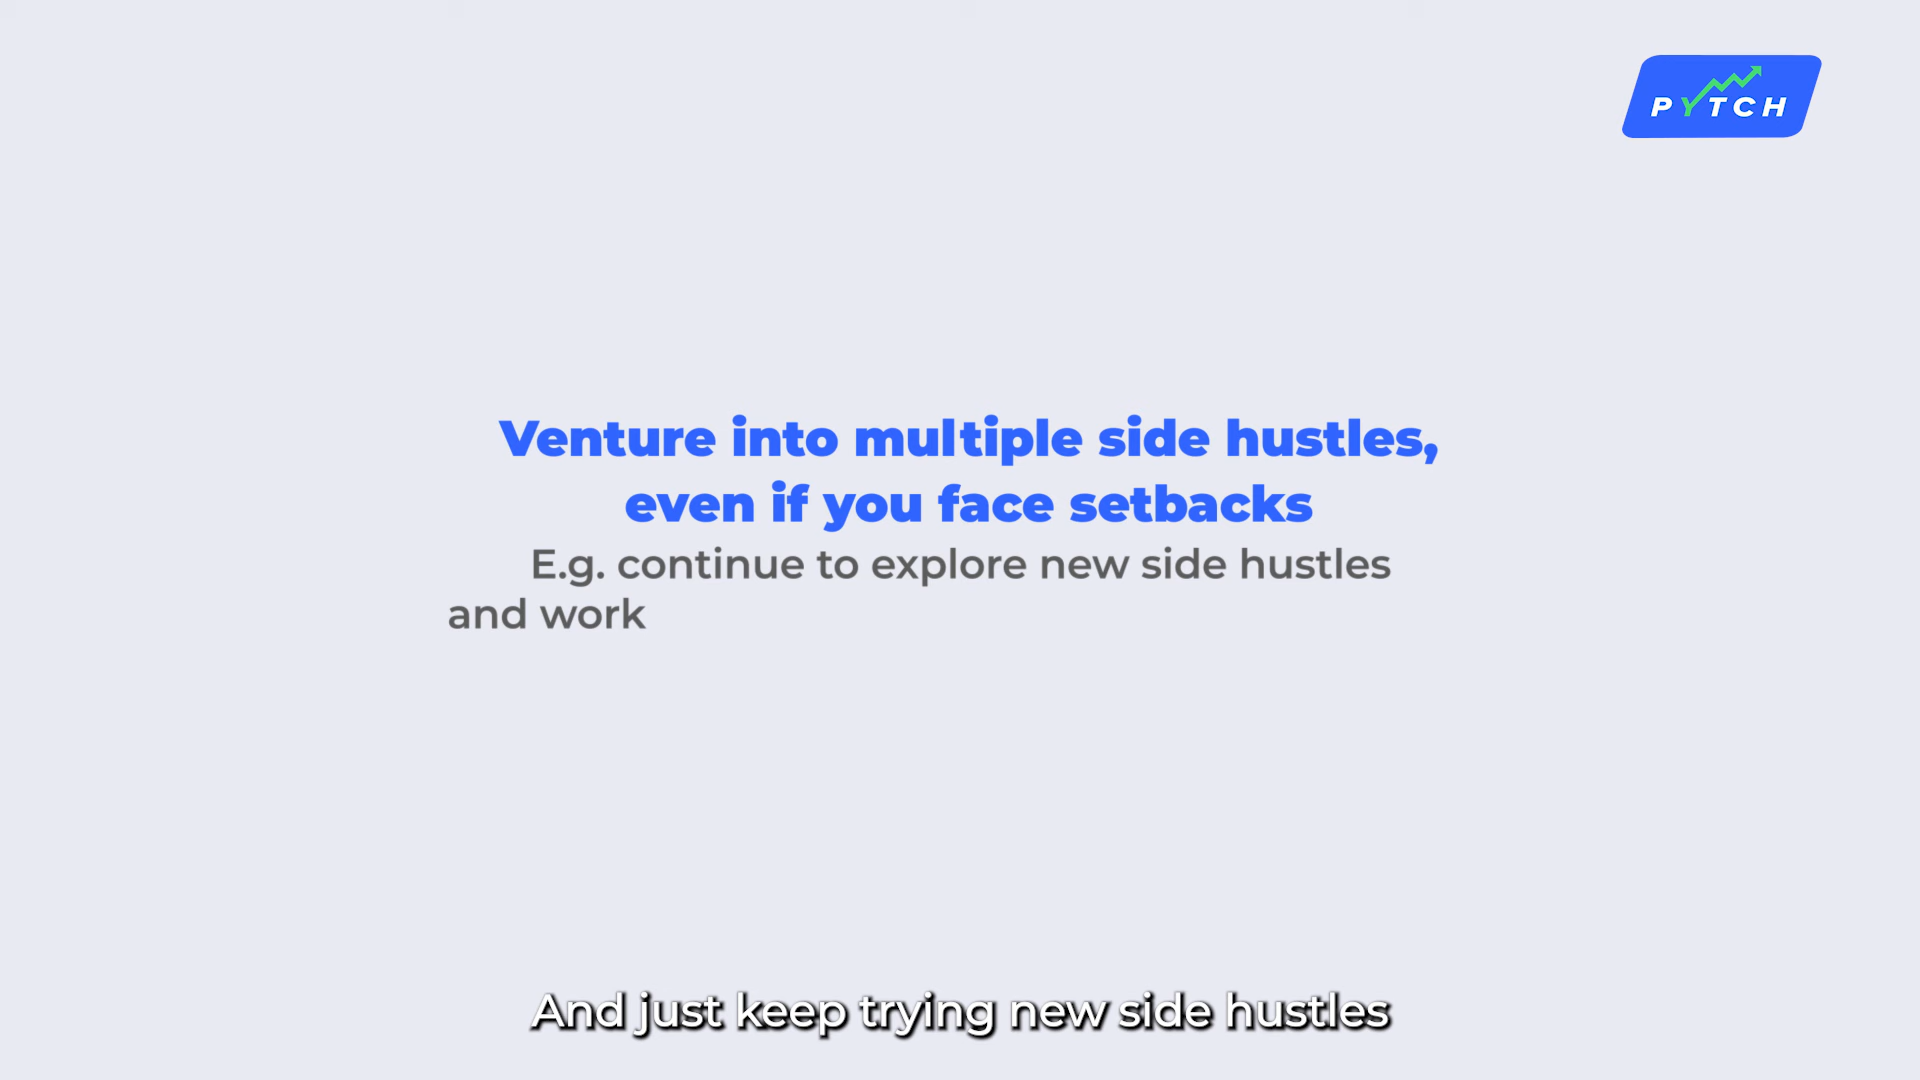 PYTCH
Venture into multiple side hustles,
even if you face setbacks
E.g. continue to explore new side hustles
and work
And just keep trying new side hustles